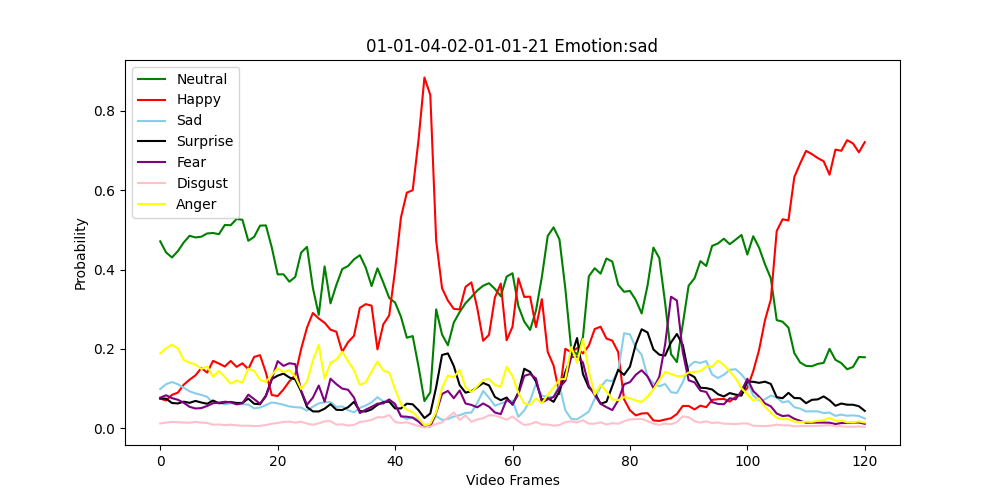 01-01-04-02-01-01-21 Emotion:sad
Neutral
Happy
Sad
Surprise
Fear
Disgust
Anger
Probability
0.8
0.6
0.4
0.2
0.0
0 20 40 60 80 100 120
Video Frames